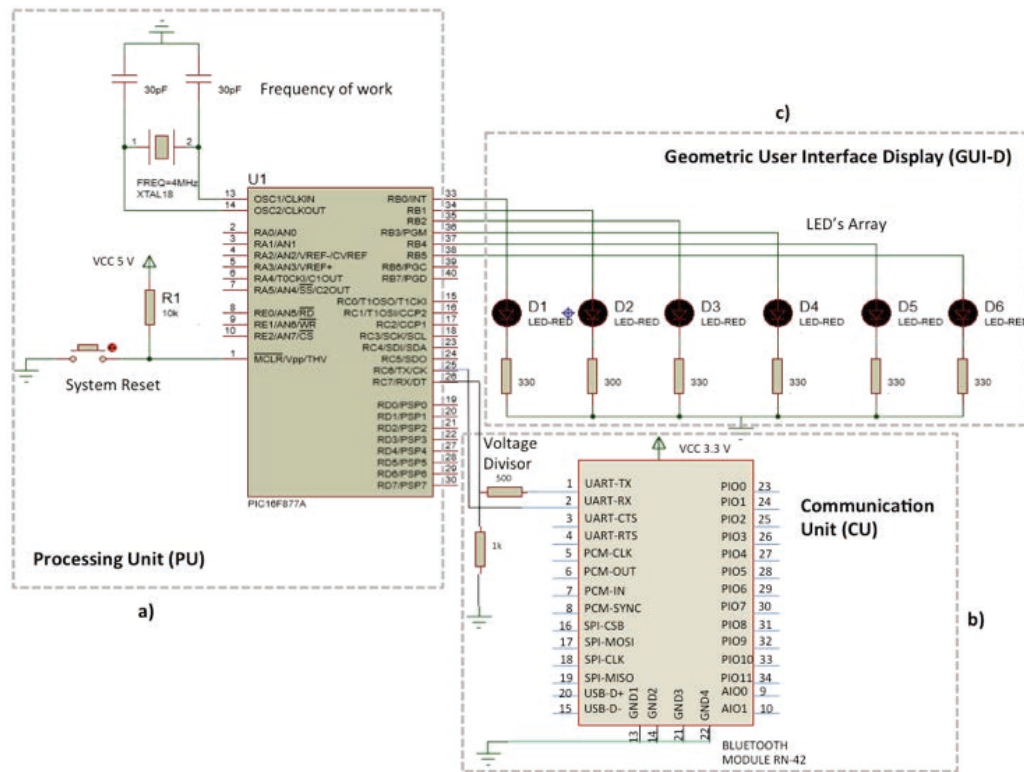 c)
30pF
30pF
Frequency of work
1
2
FREQ=4MHz
XTAL18
Geometric User Interface Display (GUI-D)
LED's Array
U1
13
14
2
3
4
5
6
7
8
9
10
1
OSC1/CLKIN
OSC2/CLKOUT
RA0/AN0
RA1/AN1
RA2/AN2/VREF-/CVREF
RA3/AN3/VREF+
RA4/T0CKI/C1OUT
RA5/AN4/SS/C2OUT
RE0/AN5/RD
RE1/AN6/WR
RE2/AN7/CS
MCLR/Vpp/THV
RB0/INT
RB1
RB2
RB3/PGM
RB4
RB5
RB6/PGC
RB7/PGD
RC0/T1OSO/T1CKI
RC1/T1OSI/CCP2
RC2/CCP1
RC3/SCK/SCL
RC4/SDI/SDA
RC5/SDO
RC6/TX/CK
RC7/RX/DT
RD0/PSP0
RD1/PSP1
RD2/PSP2
RD3/PSP3
RD4/PSP4
RD5/PSP5
RD6/PSP6
RD7/PSP7
33
34
35
36
37
38
39
40
15
16
17
18
23
24
25
26
19
20
21
22
27
28
29
30
PIC16F877A
VCC 5 V
R1
10k
System Reset
Processing Unit (PU)
a)
D1
LED-RED
D2
LED-RED
D3
LED-RED
D4
LED-RED
D5
LED-RED
D6
LED-RE
330
300
330
330
330
330
Voltage
Divisor
500
1k
VCC 3.3 V
Communication
Unit (CU)
b)
1 UART-TX
2 UART-RX
3 UART-CTS
4 UART-RTS
5 PCM-CLK
6 PCM-OUT
7 PCM-IN
8 PCM-SYNC
16 SPI-CSB
17 SPI-MOSI
18 SPI-CLK
19 SPI-MISO
20 USB-D+
15 USB-D-
PIO0 23
PIO1 24
PIO2 25
PIO3 26
PIO4 27
PIO5 28
PIO6 29
PIO7 30
PIO8 31
PIO9 32
PIO10 33
PIO11 34
AIO0 9
AIO1 10
GND1
GND2
GND3
GND4
13
14
21
22
BLUETOOTH
MODULE RN-42